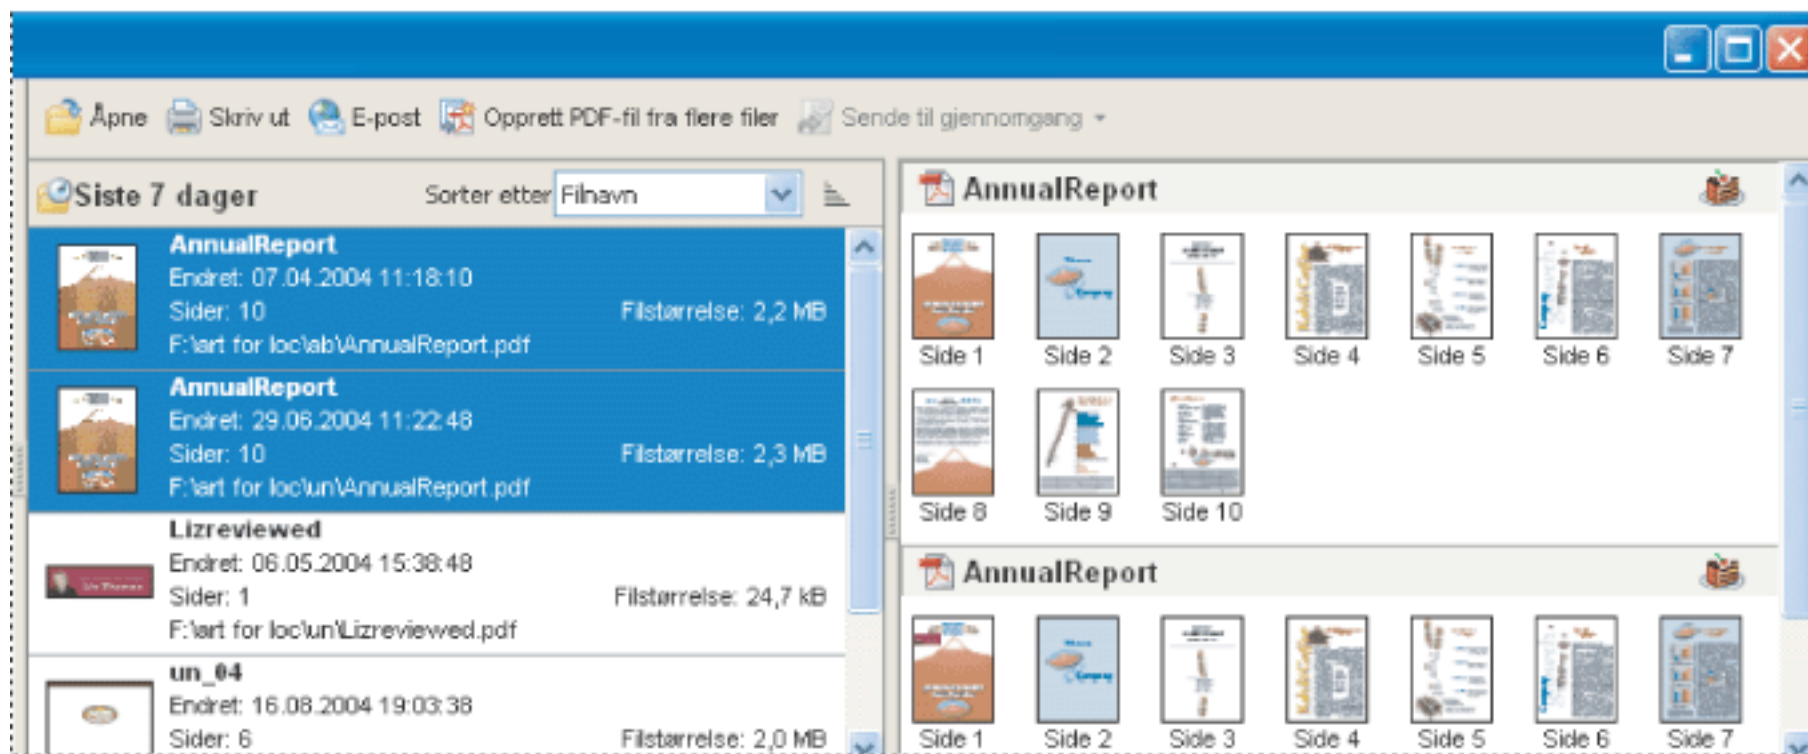 Åpne Skriv ut E-post Opprett PDF-fil fra flere filer Sende til gjennomgang
Siste 7 dager Sorter etter Filnavn
AnnualReport
Endret: 07.04.2004 11:18:10
Sider: 10 Filstørrelse: 2,2 MB
F:\art for loc\ab\AnnualReport.pdf
AnnualReport
Endret: 29.06.2004 11:22:48
Sider: 10 Filstørrelse: 2,3 MB
F:\art for loc\un\AnnualReport.pdf
Lizreviewed
Endret: 06.05.2004 15:38:48
Sider: 1 Filstørrelse: 24,7 kB
F:\art for loc\un\Lizreviewed.pdf
un_04
Endret: 16.08.2004 19:03:38
Sider: 6 Filstørrelse: 2,0 MB
AnnualReport
Side 1 Side 2 Side 3 Side 4 Side 5 Side 6 Side 7
Side 8 Side 9 Side 10
AnnualReport
Side 1 Side 2 Side 3 Side 4 Side 5 Side 6 Side 7